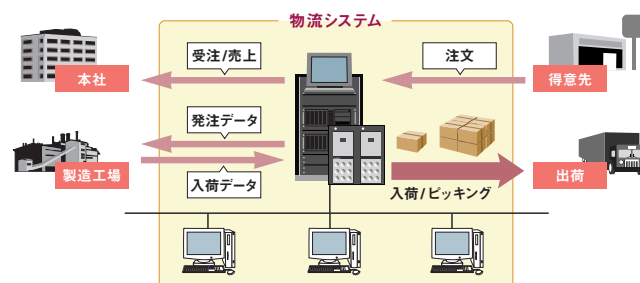 物流システム
受注/売上
注文
本社
得意先
発注データ
製造工場
入荷データ
入荷/ピッキング
出荷